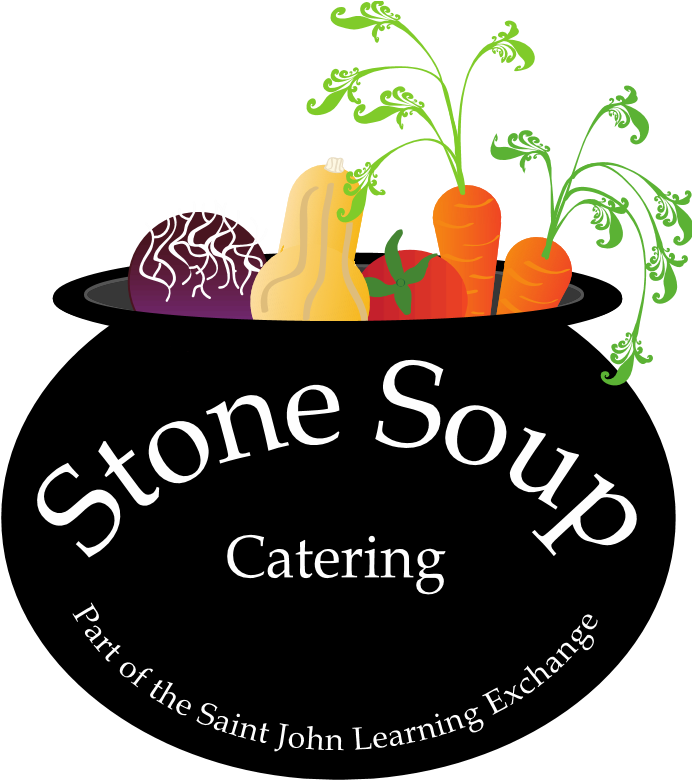 Stone Soup
Catering
Part of the Saint John Learning Exchange